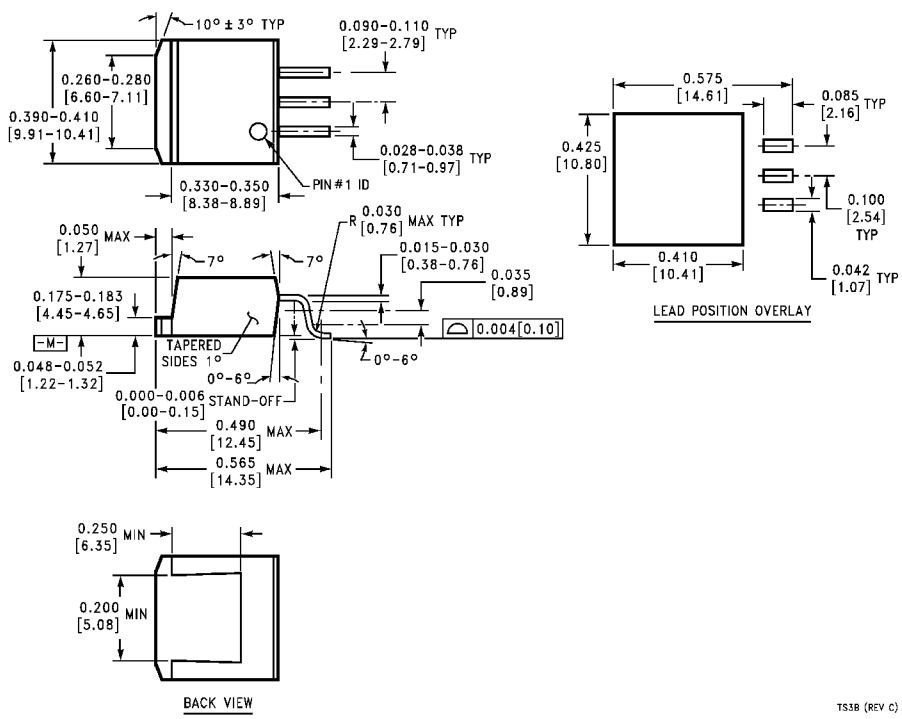 10° ± 3° TYP
0.090-0.110
[2.29-2.79] TYP
0.260-0.280
[6.60-7.11]
0.390-0.410
[9.91-10.41]
0.028-0.038
[0.71-0.97] TYP
PIN #1 ID
0.330-0.350
[8.38-8.89]
0.575
[14.61]
0.085
[2.16] TYP
0.425
[10.80]
0.100
[2.54]
TYP
0.410
[10.41]
0.042
[1.07] TYP
LEAD POSITION OVERLAY
0.050
[1.27] MAX
R 0.030
[0.76] MAX TYP
7°
7°
0.015-0.030
[0.38-0.76]
0.035
[0.89]
0.175-0.183
[4.45-4.65]
0.004[0.10]
-M-
TAPERED
SIDES 1°
0°-6°
0°-6°
0.048-0.052
[1.22-1.32]
0.000-0.006
[0.00-0.15] STAND-OFF
0.490
[12.45] MAX
0.565
[14.35] MAX
0.250
[6.35] MIN
0.200
[5.08] MIN
BACK VIEW
TS3B (REV C)